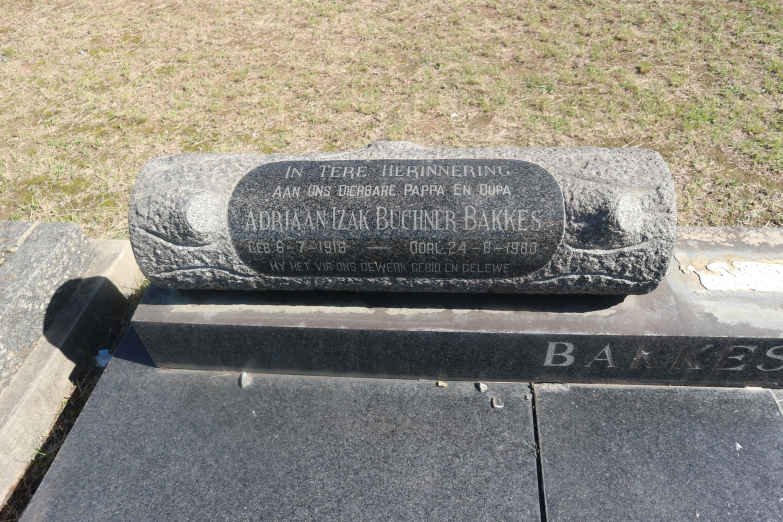 IN TERE HERINNERING
AAN ONS DIERBARE PAPPA EN OUPA
ADRIAAN IZAK BUCHNER BAKKES
GEB. 6-7-1918 — OORL. 24-8-1980
HY HET VIR ONS GEWERK GEBID EN GELEWE
BAKKES